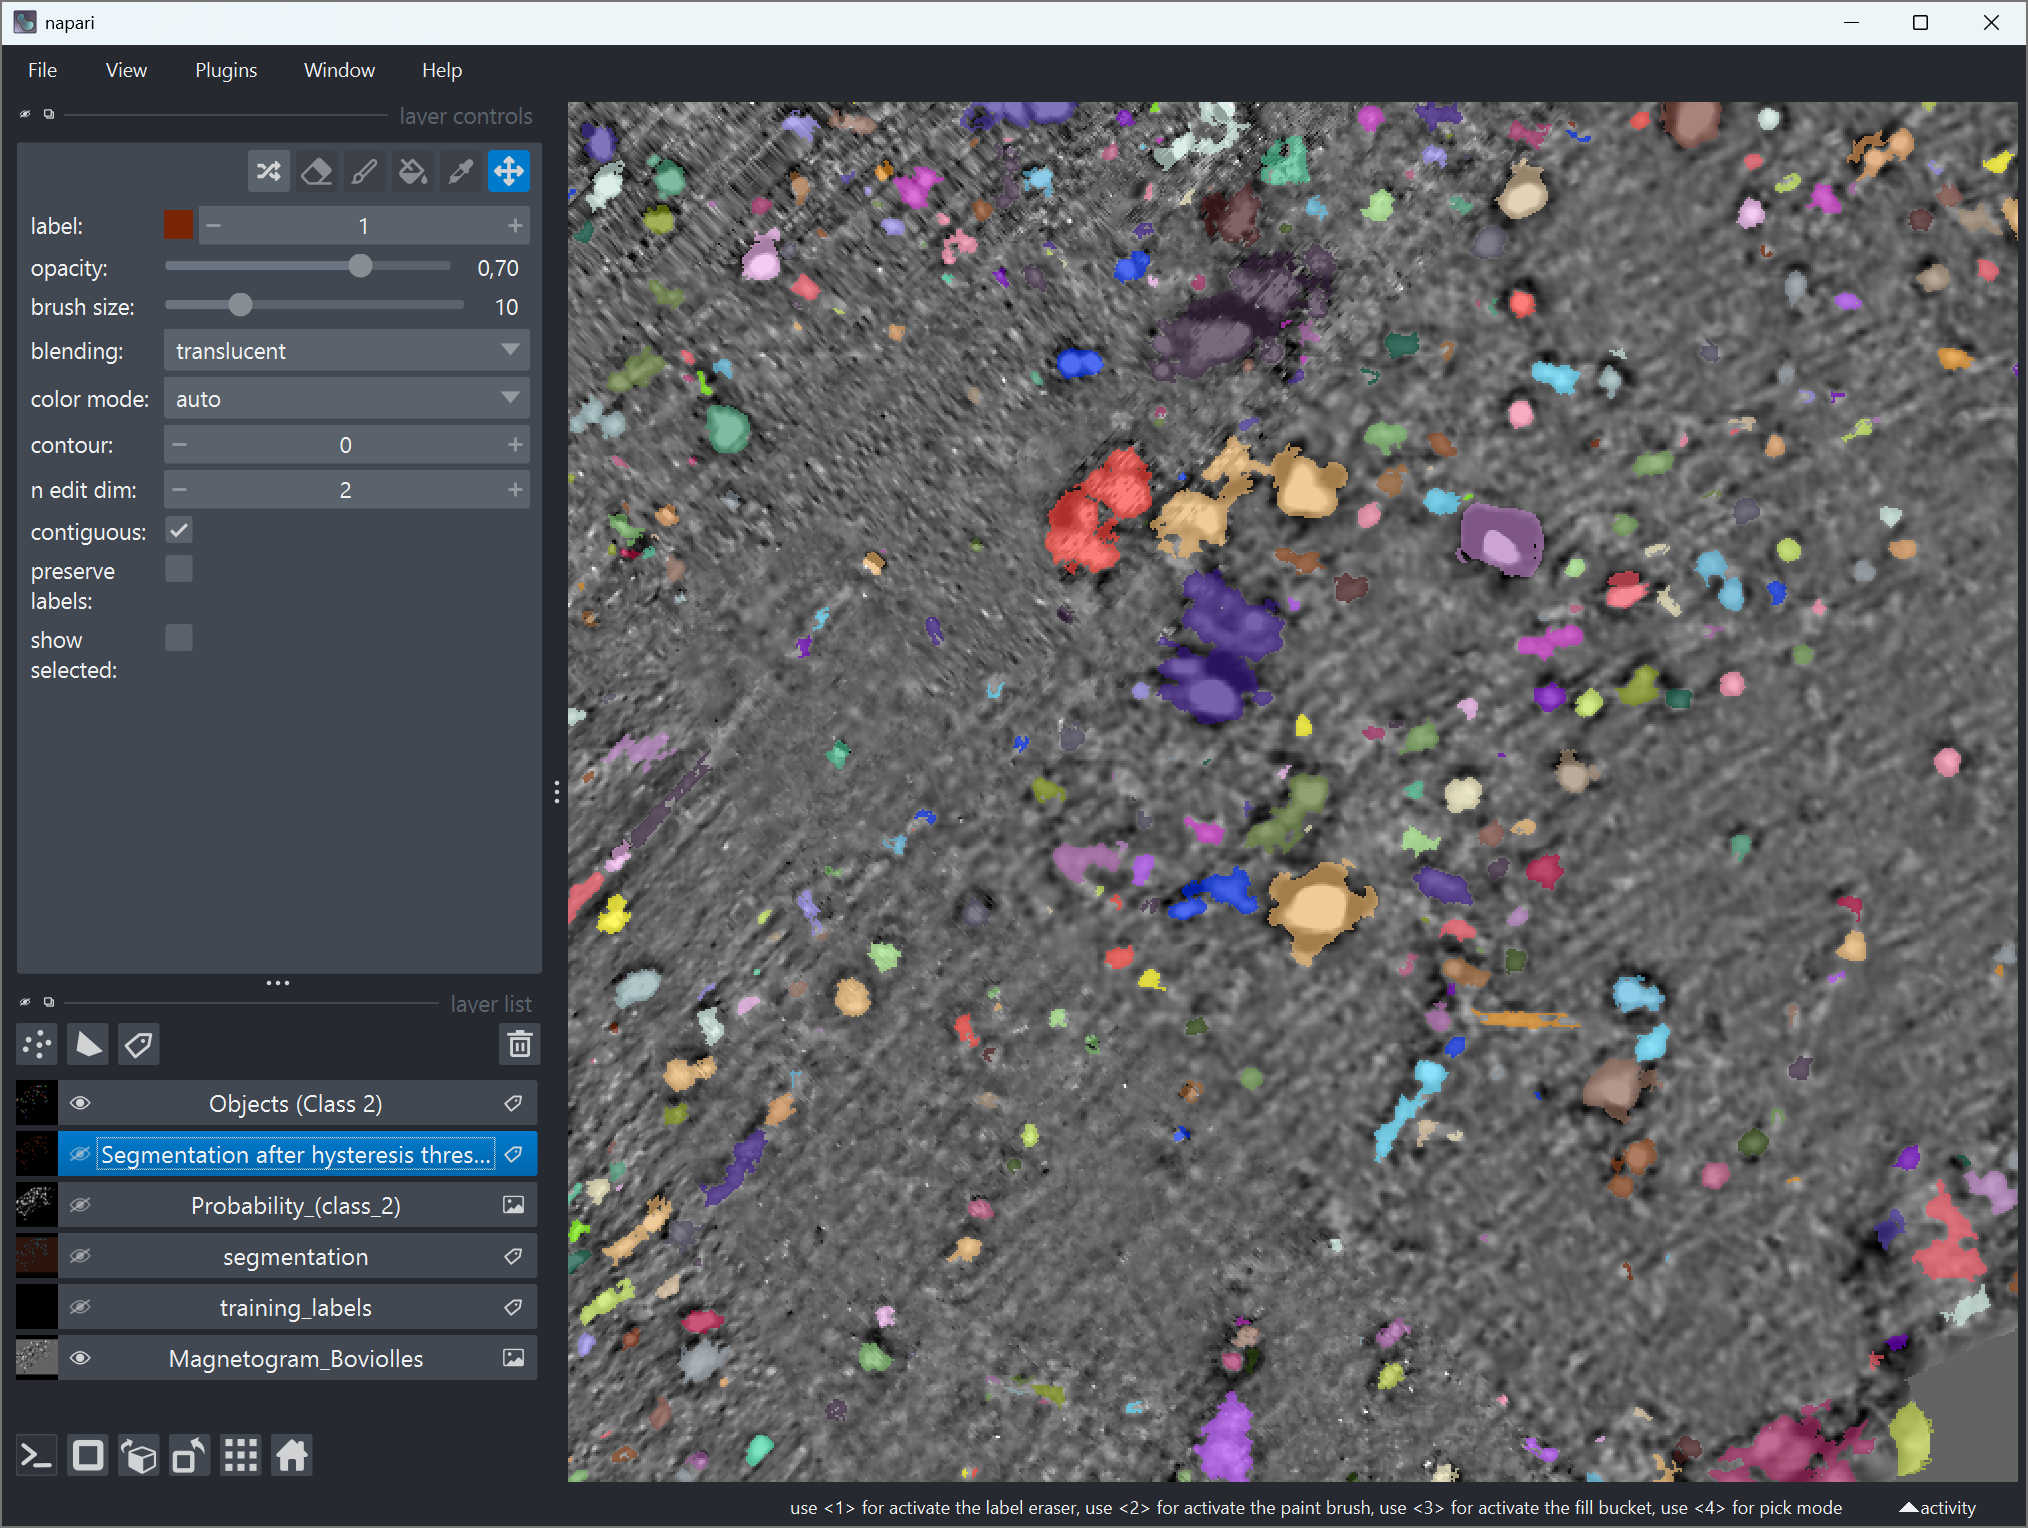 napari
File View Plugins Window Help
layer controls
label: 1
opacity: 0,70
brush size: 10
blending: translucent
color mode: auto
contour: 0
n edit dim: 2
contiguous:
preserve
labels:
show
selected:
layer list
Objects (Class 2)
Segmentation after hysteresis thres...
Probability_(class_2)
segmentation
training_labels
Magnetogram_Boviolles
use <1> for activate the label eraser, use <2> for activate the paint brush, use <3> for activate the fill bucket, use <4> for pick mode
activity